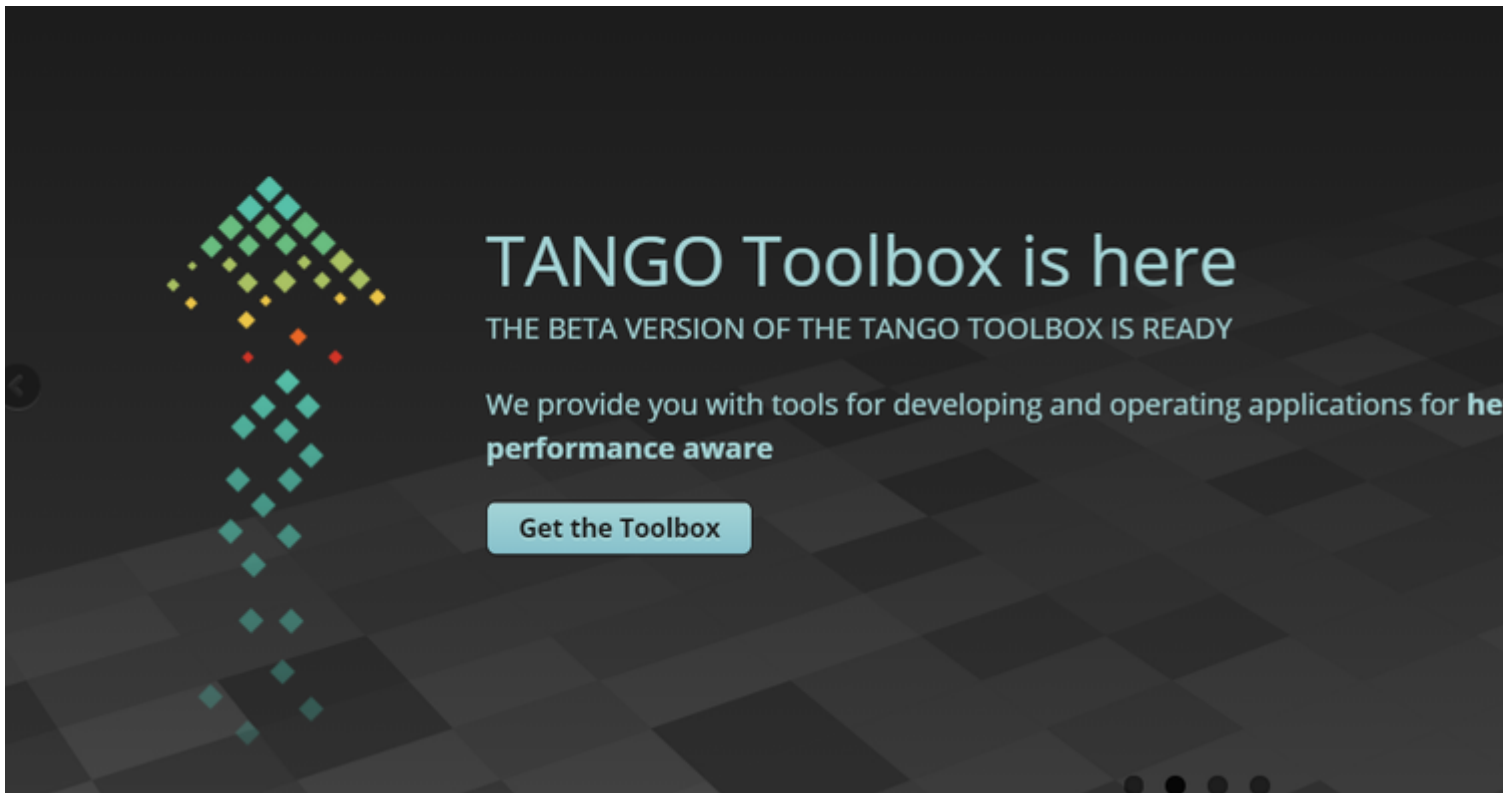 TANGO Toolbox is here
THE BETA VERSION OF THE TANGO TOOLBOX IS READY
We provide you with tools for developing and operating applications for
performance aware
Get the Toolbox